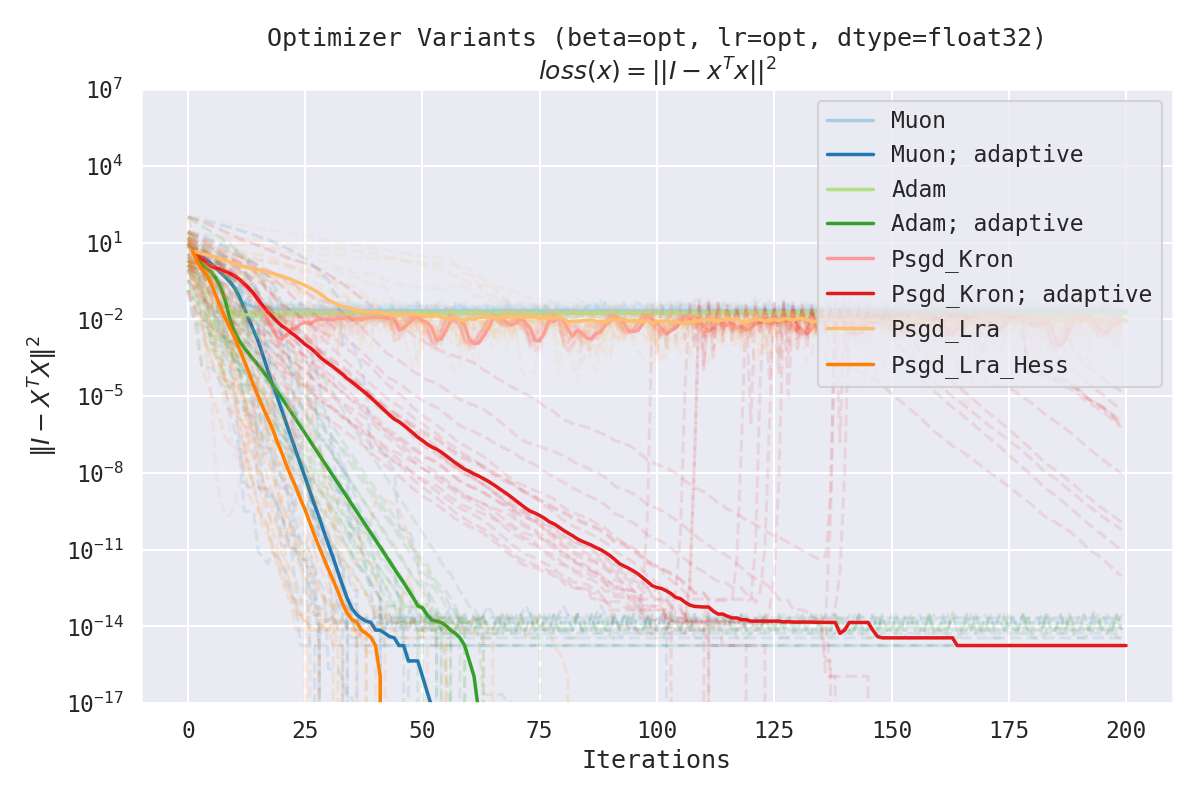 Optimizer Variants (beta=opt, lr=opt, dtype=float32)
loss(x) = ||I − x^T x||^2
10^7
10^4
10^1
10^−2
10^−5
10^−8
10^−11
10^−14
10^−17
‖I − X^T X‖^2
Muon
Muon; adaptive
Adam
Adam; adaptive
Psgd_Kron
Psgd_Kron; adaptive
Psgd_Lra
Psgd_Lra_Hess
0 25 50 75 100 125 150 175 200
Iterations